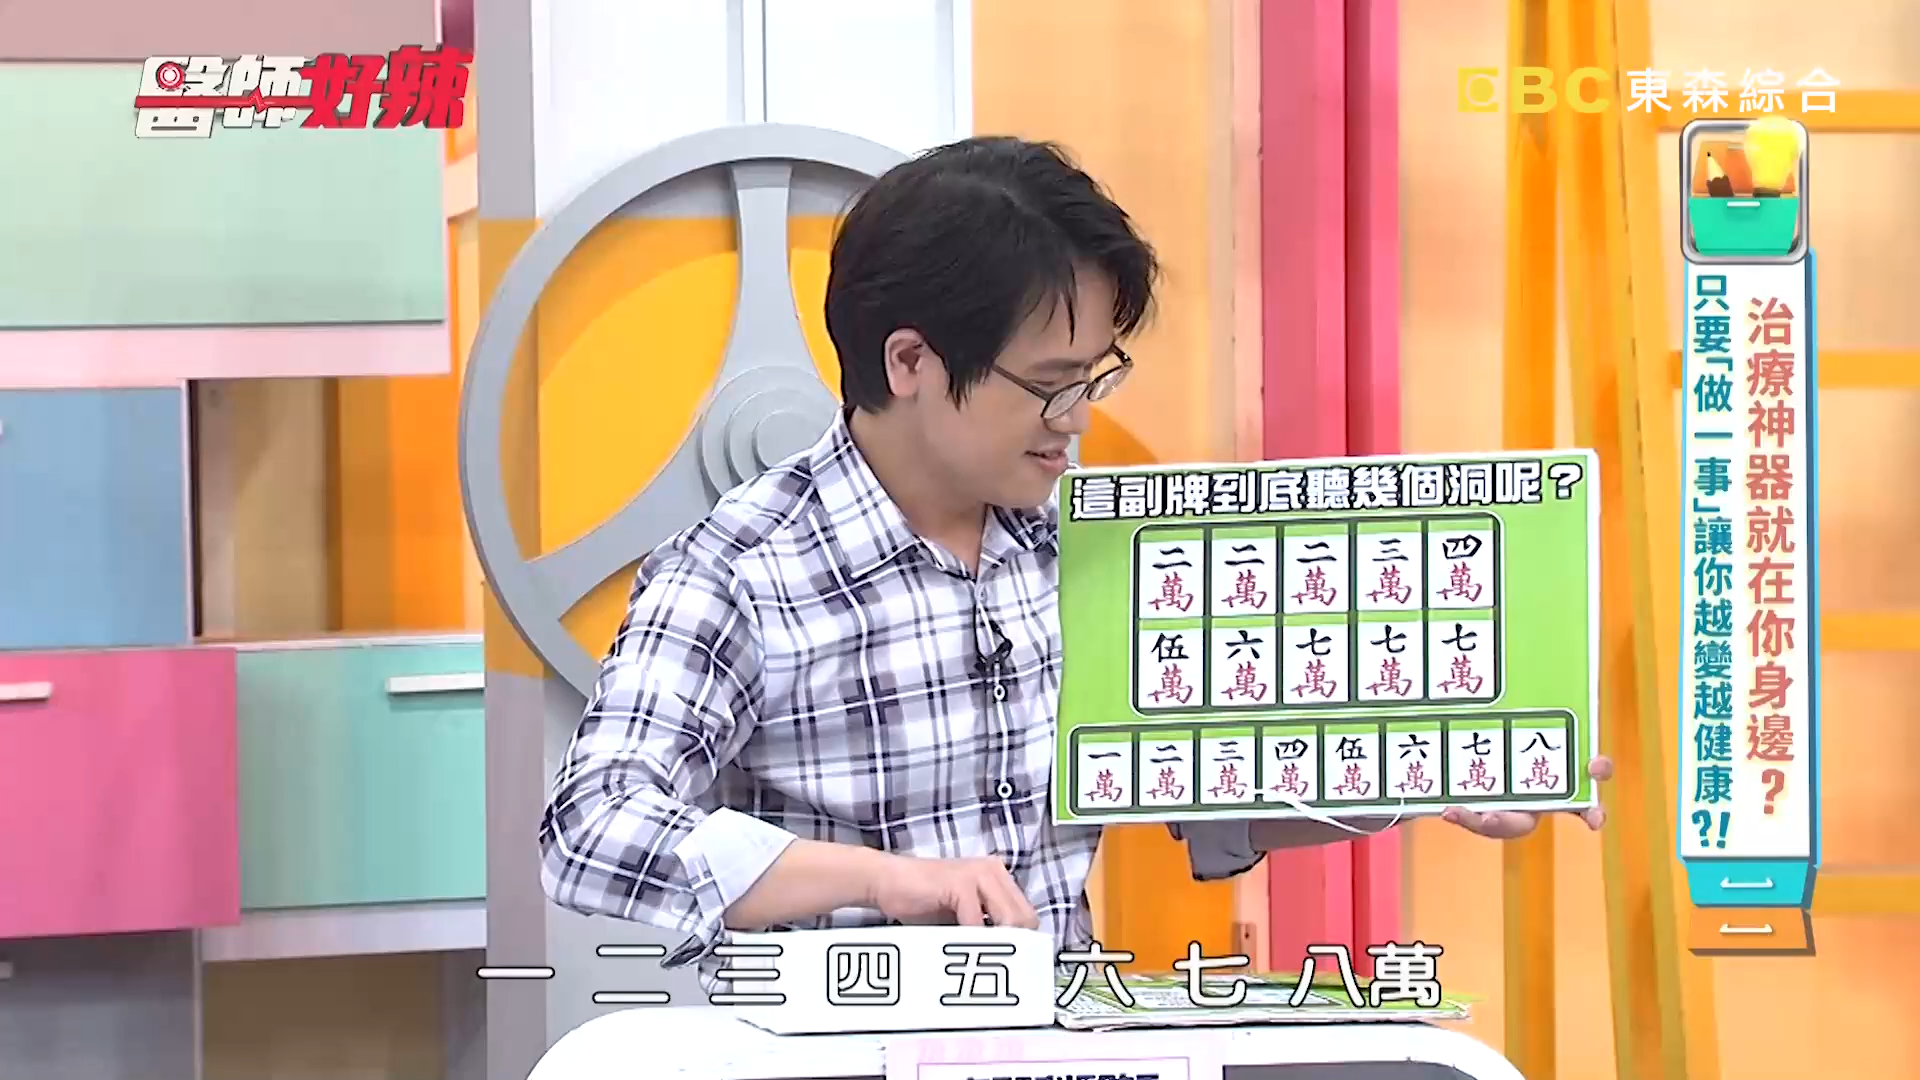 醫師好辣
EBC東森綜合
治療神器就在你身邊?
只要「做一事」讓你越變越健康?!
這副牌到底聽幾個洞呢?
二萬 二萬 二萬 三萬 四萬
伍萬 六萬 七萬 七萬 七萬
一萬 二萬 三萬 四萬 伍萬 六萬 七萬 八萬
一 二 三 四 五 六 七 八萬